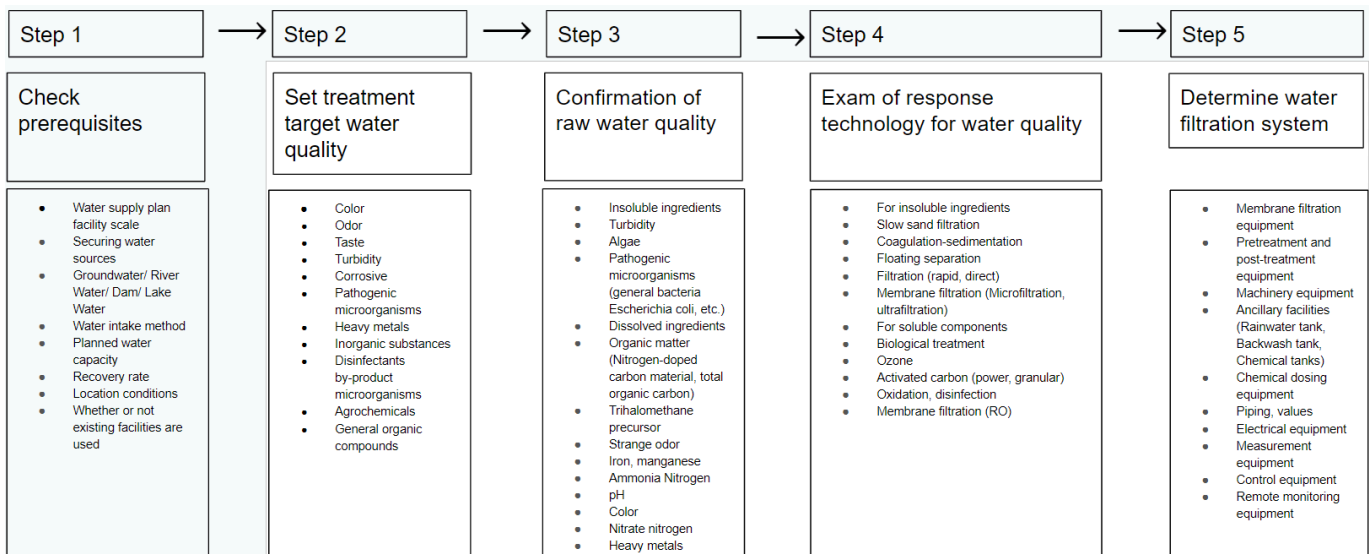 Step 1
Step 2
Step 3
Step 4
Step 5
Check
prerequisites
Set treatment
target water
quality
Confirmation of
raw water quality
Exam of response
technology for water quality
Determine water
filtration system
Water supply plan
facility scale
Securing water
sources
Groundwater/ River
Water/ Dam/ Lake
Water
Water intake method
Planned water
capacity
Recovery rate
Location conditions
Whether or not
existing facilities are
used
Color
Odor
Taste
Turbidity
Corrosive
Pathogenic
microorganisms
Heavy metals
Inorganic substances
Disinfectants
by-product
microorganisms
Agrochemicals
General organic
compounds
Insoluble ingredients
Turbidity
Algae
Pathogenic
microorganisms
(general bacteria
Escherichia coli, etc.)
Dissolved ingredients
Organic matter
(Nitrogen-doped
carbon material, total
organic carbon)
Trihalomethane
precursor
Strange odor
Iron, manganese
Ammonia Nitrogen
pH
Color
Nitrate nitrogen
Heavy metals
For insoluble ingredients
Slow sand filtration
Coagulation-sedimentation
Floating separation
Filtration (rapid, direct)
Membrane filtration (Microfiltration,
ultrafiltration)
For soluble components
Biological treatment
Ozone
Activated carbon (power, granular)
Oxidation, disinfection
Membrane filtration (RO)
Membrane filtration
equipment
Pretreatment and
post-treatment
equipment
Machinery equipment
Ancillary facilities
(Rainwater tank,
Backwash tank,
Chemical tanks)
Chemical dosing
equipment
Piping, values
Electrical equipment
Measurement
equipment
Control equipment
Remote monitoring
equipment